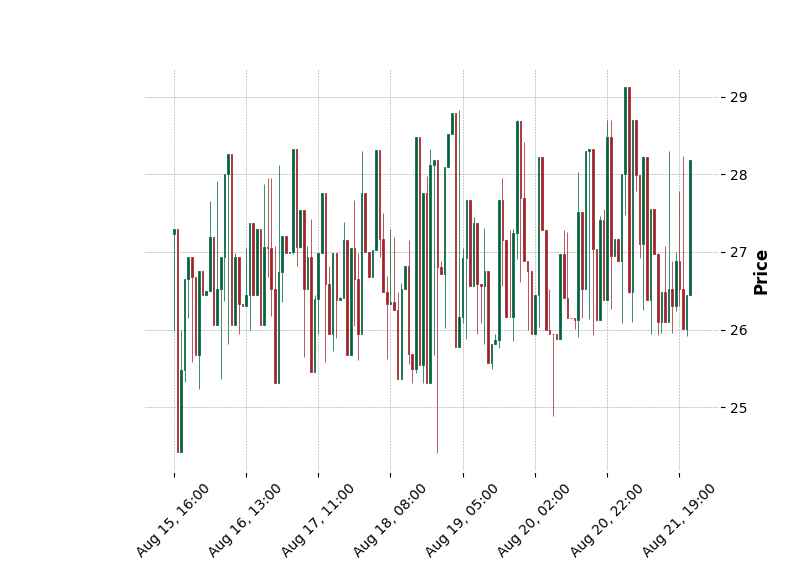 29
28
27
26
25
Price
Aug 15, 16:00
Aug 16, 13:00
Aug 17, 11:00
Aug 18, 08:00
Aug 19, 05:00
Aug 20, 02:00
Aug 20, 22:00
Aug 21, 19:00